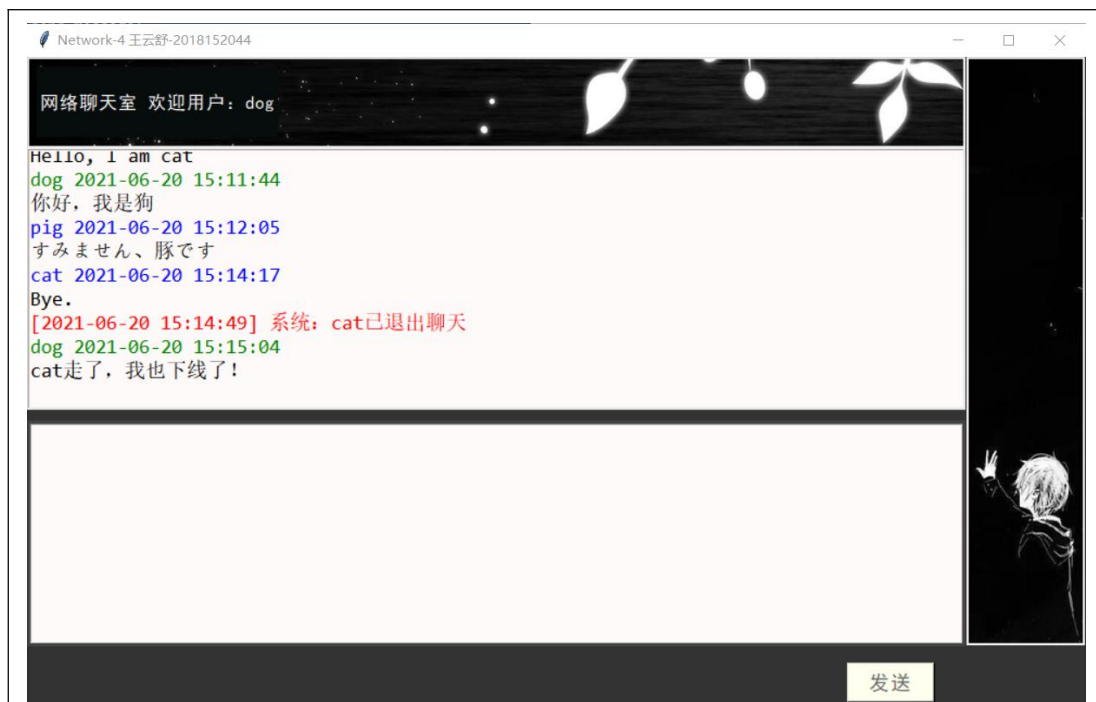 Network-4 王云舒-2018152044
网络聊天室 欢迎用户：dog
Hello, I am cat
dog 2021-06-20 15:11:44
你好，我是狗
pig 2021-06-20 15:12:05
すみません、豚です
cat 2021-06-20 15:14:17
Bye.
[2021-06-20 15:14:49] 系统：cat已退出聊天
dog 2021-06-20 15:15:04
cat走了，我也下线了！
发送